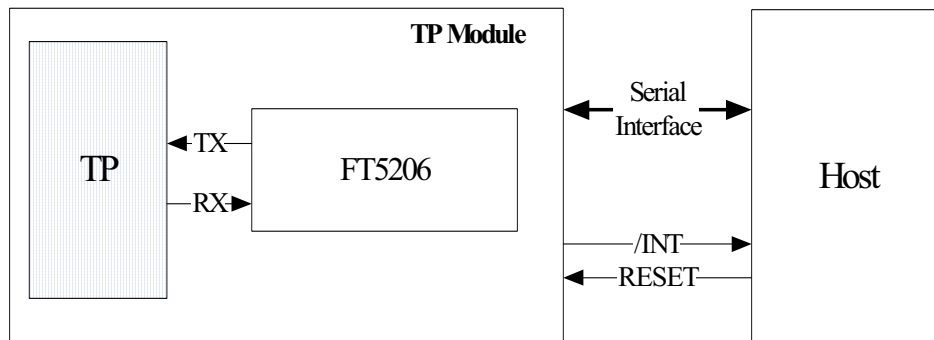 TP Module
TP
TX
RX
FT5206
Serial
Interface
/INT
RESET
Host